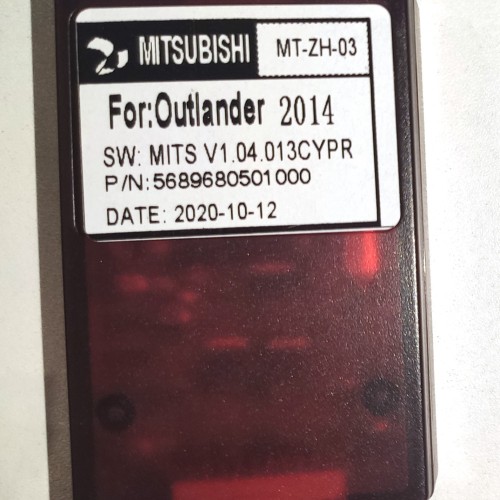 MITSUBISHI MT-ZH-03
For:Outlander 2014
SW: MITS V1.04.013CYPR
P/N:5689680501000
DATE: 2020-10-12